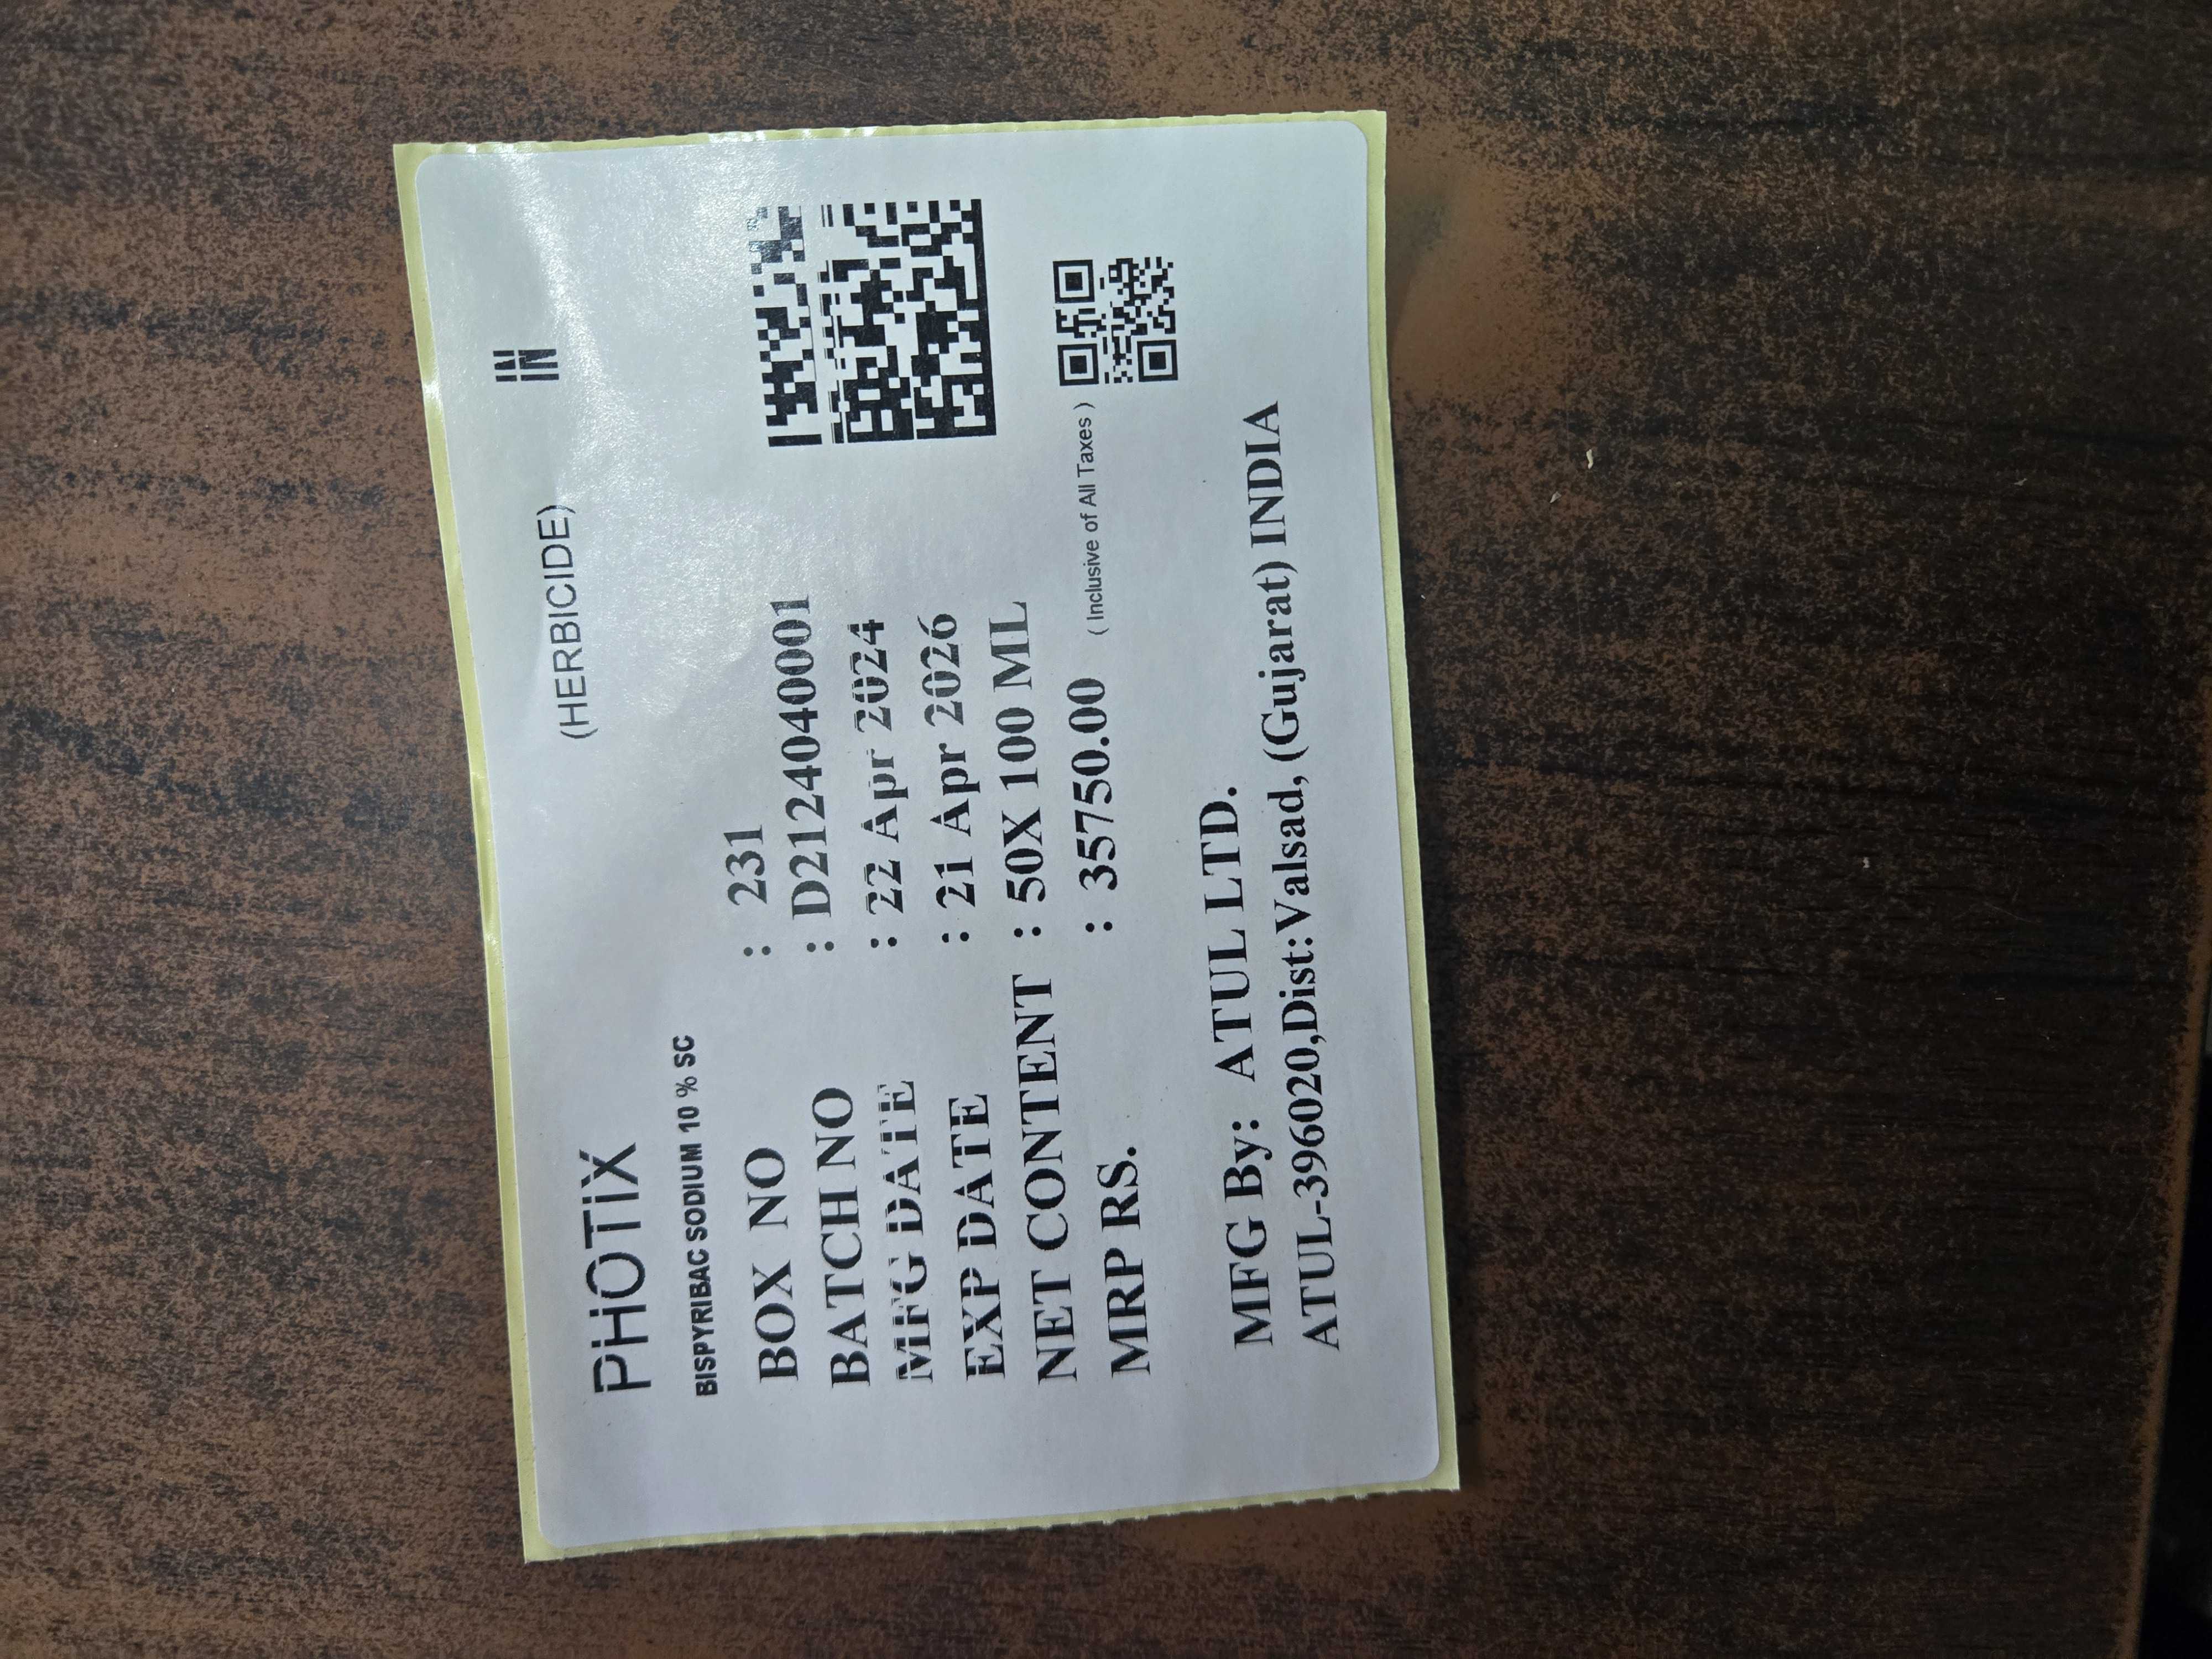 IN
(HERBICIDE)
PHOTIX
BISPYRIBAC SODIUM 10 % SC
BOX NO : 231
BATCH NO : D2124040001
MFG DATE : 22 Apr 2024
EXP DATE : 21 Apr 2026
NET CONTENT : 50X 100 ML
MRP RS. : 35750.00 ( Inclusive of All Taxes )
MFG By: ATUL LTD.
ATUL-396020,Dist:Valsad, (Gujarat) INDIA